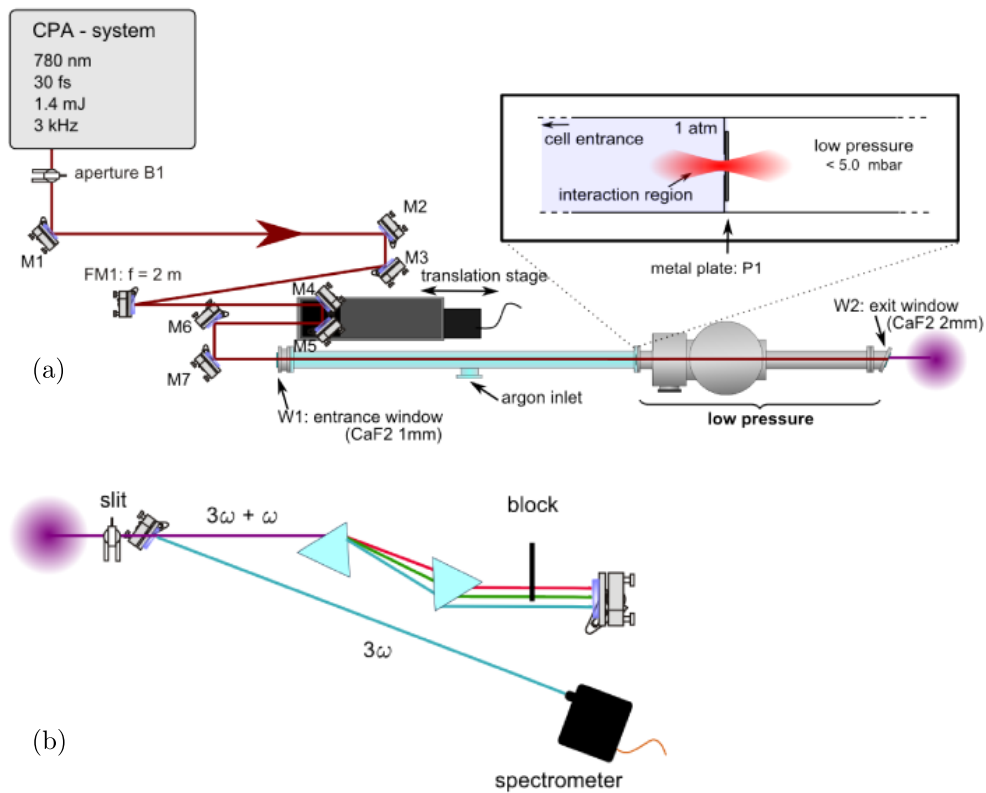 CPA - system
780 nm
30 fs
1.4 mJ
3 kHz
aperture B1
M1
M2
M3
FM1: f = 2 m
M4
translation stage
M6
M5
M7
1 atm
cell entrance
low pressure
< 5.0 mbar
interaction region
metal plate: P1
W2: exit window
(CaF2 2mm)
(a)
argon inlet
W1: entrance window
(CaF2 1mm)
low pressure
slit
3ω + ω
block
3ω
(b)
spectrometer